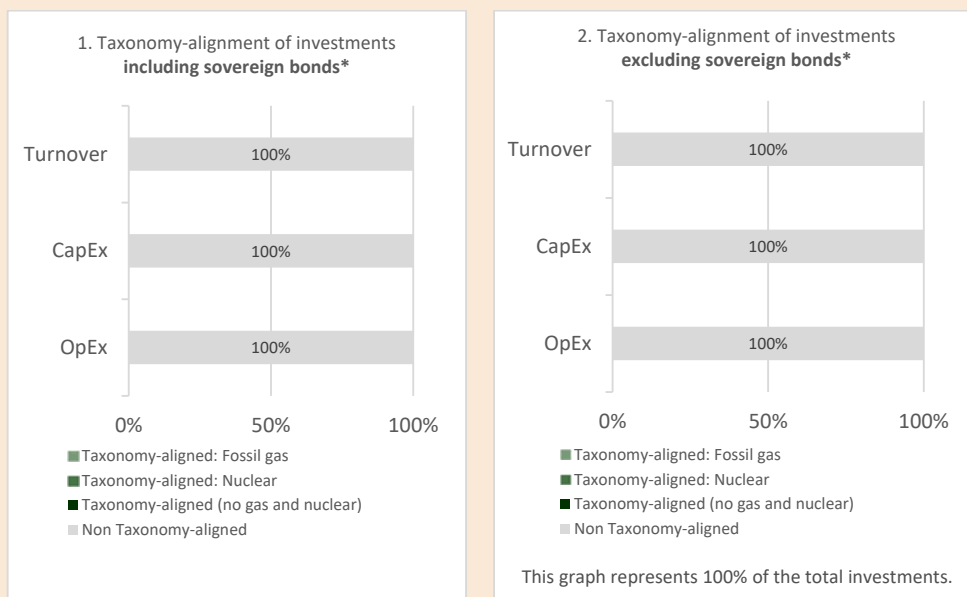 1. Taxonomy-alignment of investments
including sovereign bonds*
Turnover
100%
CapEx
100%
OpEx
100%
0% 50% 100%
Taxonomy-aligned: Fossil gas
Taxonomy-aligned: Nuclear
Taxonomy-aligned (no gas and nuclear)
Non Taxonomy-aligned
2. Taxonomy-alignment of investments
excluding sovereign bonds*
Turnover
100%
CapEx
100%
OpEx
100%
0% 50% 100%
Taxonomy-aligned: Fossil gas
Taxonomy-aligned: Nuclear
Taxonomy-aligned (no gas and nuclear)
Non Taxonomy-aligned
This graph represents 100% of the total investments.